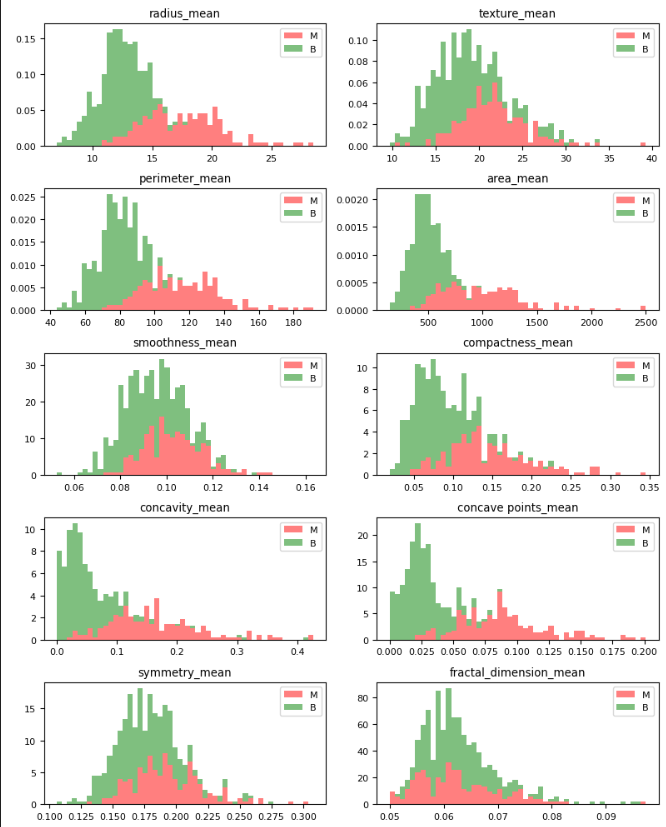 radius_mean
0.15
0.10
0.05
0.00
10 15 20 25
M
B
texture_mean
0.10
0.08
0.06
0.04
0.02
0.00
10 15 20 25 30 35 40
M
B
perimeter_mean
0.025
0.020
0.015
0.010
0.005
0.000
40 60 80 100 120 140 160 180
M
B
area_mean
0.0020
0.0015
0.0010
0.0005
0.0000
500 1000 1500 2000 2500
M
B
smoothness_mean
30
20
10
0
0.06 0.08 0.10 0.12 0.14 0.16
M
B
compactness_mean
10
8
6
4
2
0
0.05 0.10 0.15 0.20 0.25 0.30 0.35
M
B
concavity_mean
10
8
6
4
2
0
0.0 0.1 0.2 0.3 0.4
M
B
concave points_mean
20
15
10
5
0
0.000 0.025 0.050 0.075 0.100 0.125 0.150 0.175 0.200
M
B
symmetry_mean
15
10
5
0
0.100 0.125 0.150 0.175 0.200 0.225 0.250 0.275 0.300
M
B
fractal_dimension_mean
80
60
40
20
0
0.05 0.06 0.07 0.08 0.09
M
B